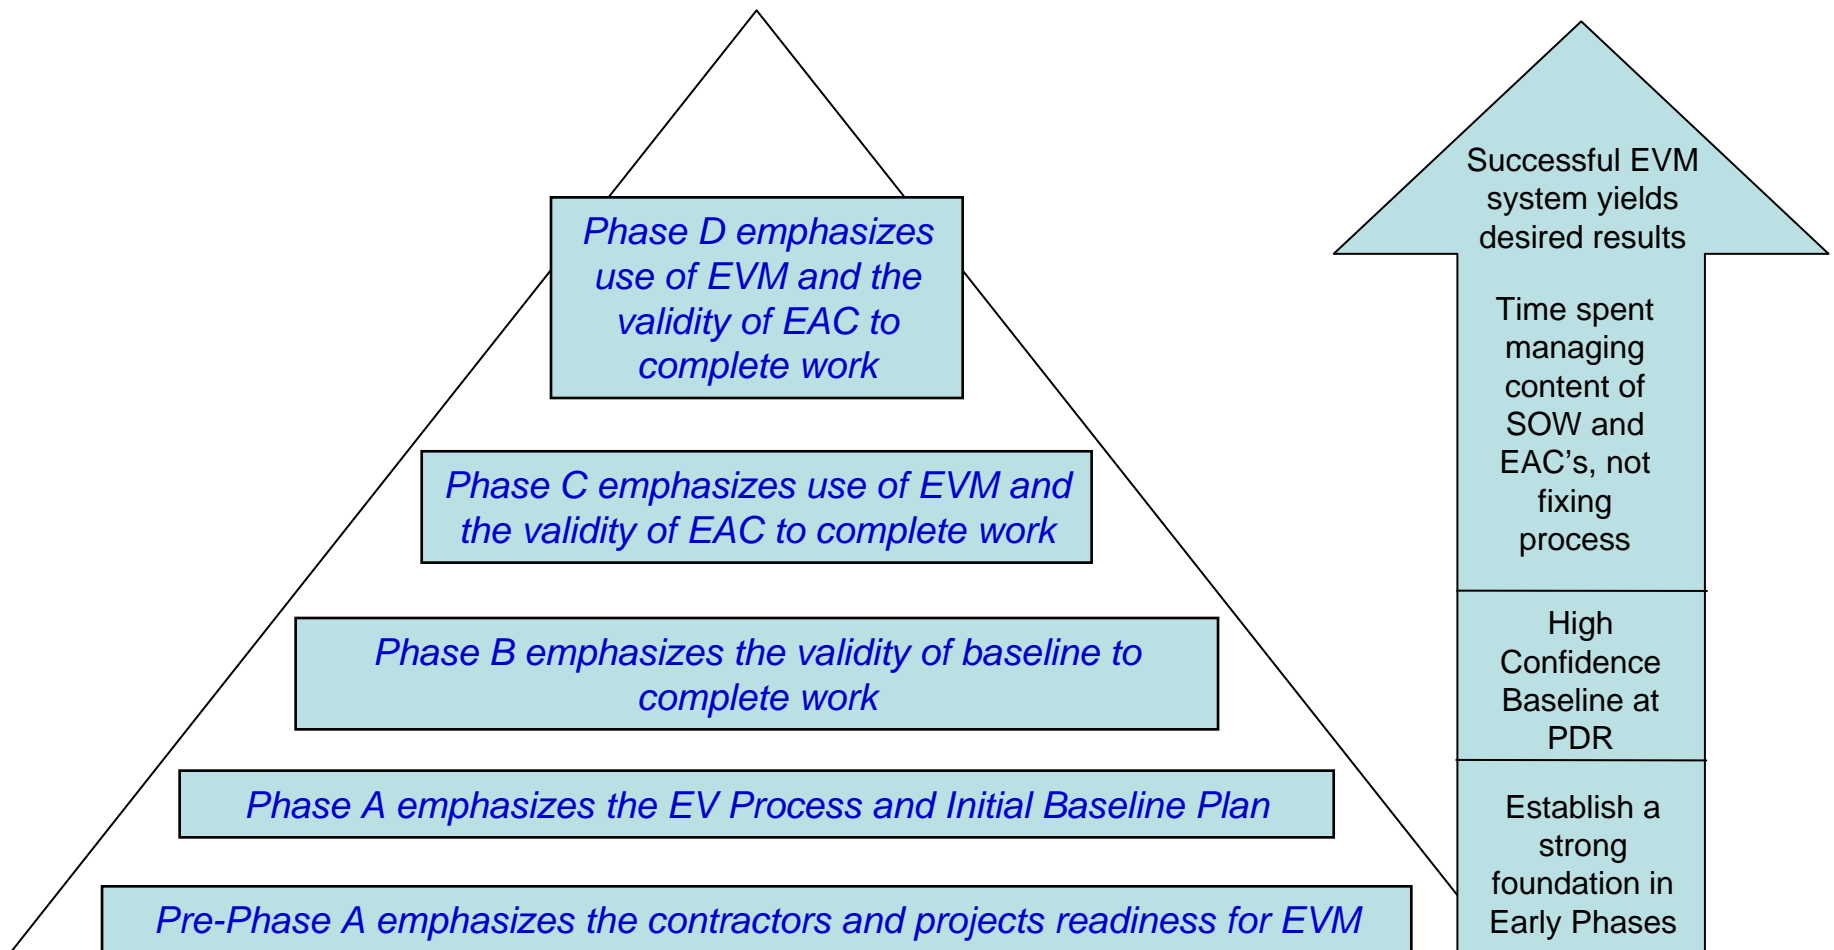 Phase D emphasizes
use of EVM and the
validity of EAC to
complete work
Phase C emphasizes use of EVM and
the validity of EAC to complete work
Phase B emphasizes the validity of baseline to
complete work
Phase A emphasizes the EV Process and Initial Baseline Plan
Pre-Phase A emphasizes the contractors and projects readiness for EVM
Successful EVM
system yields
desired results
Time spent
managing
content of
SOW and
EAC’s, not
fixing
process
High
Confidence
Baseline at
PDR
Establish a
strong
foundation in
Early Phases